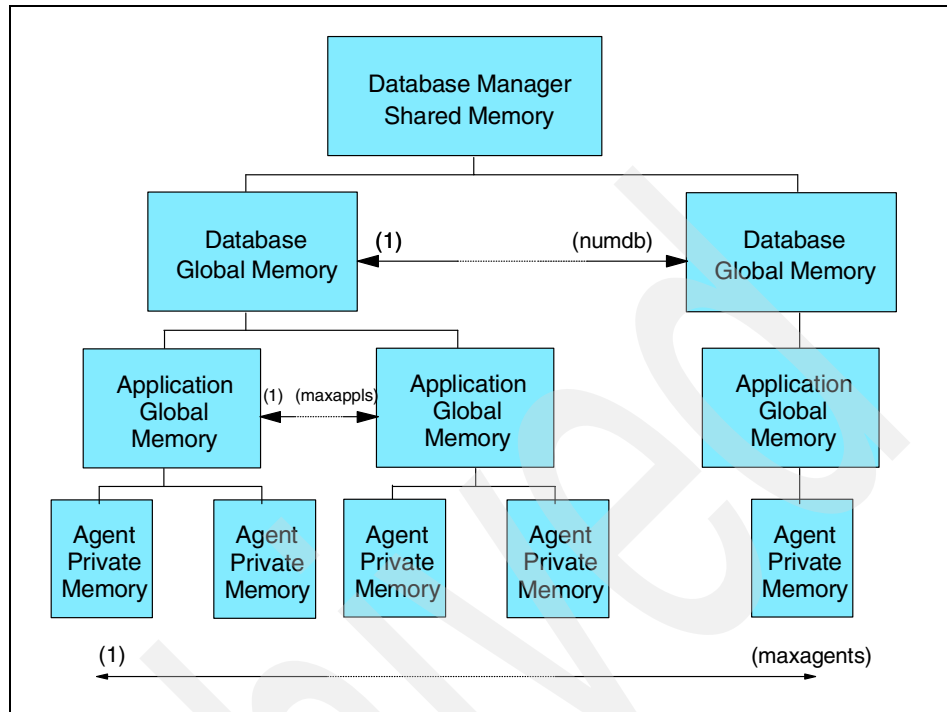 Database Manager
Shared Memory
Database
Global Memory
(1)
(numdb)
Database
Global Memory
Application
Global
Memory
(1)
(maxappls)
Application
Global
Memory
Application
Global
Memory
Agent
Private
Memory
Agent
Private
Memory
Agent
Private
Memory
Agent
Private
Memory
Agent
Private
Memory
(1)
(maxagents)